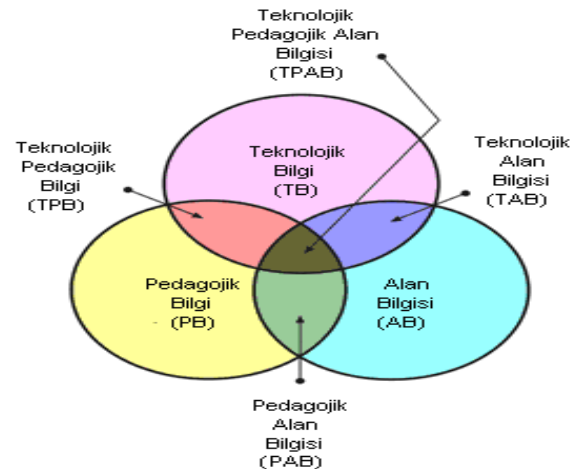 Teknolojik
Pedagojik Alan
Bilgisi
(TPAB)
Teknolojik
Pedagojik
Bilgi
(TPB)
Teknolojik
Bilgi
(TB)
Teknolojik
Alan
Bilgisi
(TAB)
Pedagojik
Bilgi
(PB)
Alan
Bilgisi
(AB)
Pedagojik
Alan
Bilgisi
(PAB)